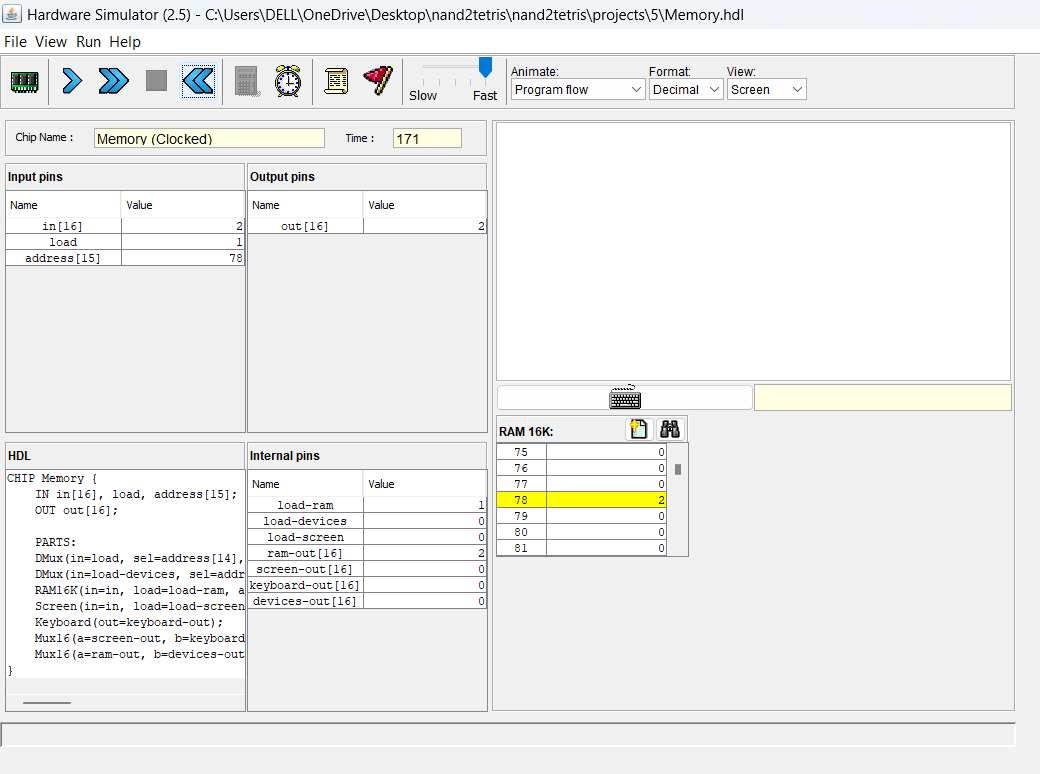 Hardware Simulator (2.5) - C:\Users\DELL\OneDrive\Desktop\nand2tetris\nand2tetris\projects\5\Memory.hdl
File View Run Help
Slow Fast
Animate: Format: View:
Program flow Decimal Screen
Chip Name : Memory (Clocked) Time : 171
Input pins
Name Value
in[16] 2
load 1
address[15] 78
Output pins
Name Value
out[16] 2
HDL
CHIP Memory {
    IN in[16], load, address[15];
    OUT out[16];
    PARTS:
    DMux(in=load, sel=address[14],
    DMux(in=load-devices, sel=addr
    RAM16K(in=in, load=load-ram, a
    Screen(in=in, load=load-screen
    Keyboard(out=keyboard-out);
    Mux16(a=screen-out, b=keyboard
    Mux16(a=ram-out, b=devices-out
}
Internal pins
Name Value
load-ram 1
load-devices 0
load-screen 0
ram-out[16] 2
screen-out[16] 0
keyboard-out[16] 0
devices-out[16] 0
RAM 16K:
75 0
76 0
77 0
78 2
79 0
80 0
81 0